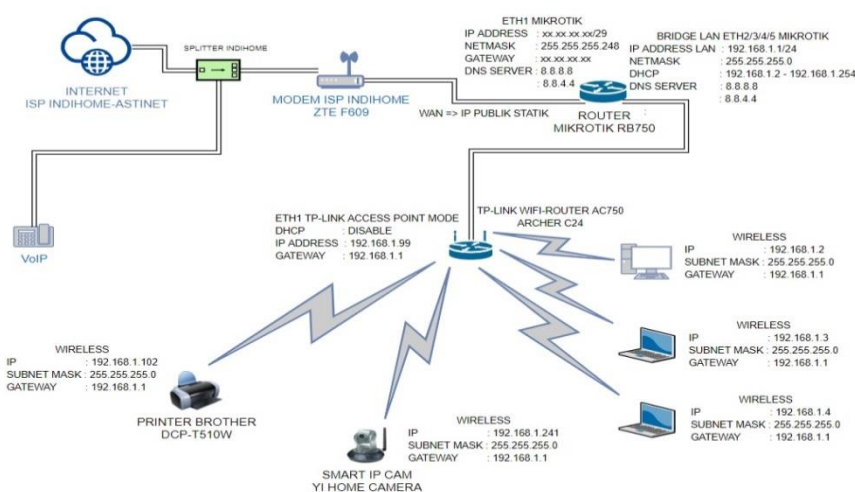 SPLITTER INDIHOME
INTERNET
ISP INDIHOME-ASTINET
MODEM ISP INDIHOME
ZTE F609
ETH1 MIKROTIK
IP ADDRESS : xx.xx.xx.xx/29
NETMASK : 255.255.255.248
GATEWAY : xx.xx.xx.xx
DNS SERVER : 8.8.8.8
: 8.8.4.4
WAN => IP PUBLIK STATIK
ROUTER :
MIKROTIK RB750
BRIDGE LAN ETH2/3/4/5 MIKROTIK
IP ADDRESS LAN : 192.168.1.1/24
NETMASK : 255.255.255.0
DHCP : 192.168.1.2 - 192.168.1.254
DNS SERVER : 8.8.8.8
: 8.8.4.4
VoIP
ETH1 TP-LINK ACCESS POINT MODE
DHCP : DISABLE
IP ADDRESS : 192.168.1.99
GATEWAY : 192.168.1.1
TP-LINK WIFI-ROUTER AC750
ARCHER C24
WIRELESS
IP : 192.168.1.2
SUBNET MASK : 255.255.255.0
GATEWAY : 192.168.1.1
WIRELESS
IP : 192.168.1.3
SUBNET MASK : 255.255.255.0
GATEWAY : 192.168.1.1
WIRELESS
IP : 192.168.1.4
SUBNET MASK : 255.255.255.0
GATEWAY : 192.168.1.1
WIRELESS
IP : 192.168.1.102
SUBNET MASK : 255.255.255.0
GATEWAY : 192.168.1.1
PRINTER BROTHER
DCP-T510W
WIRELESS
IP : 192.168.1.241
SUBNET MASK : 255.255.255.0
GATEWAY : 192.168.1.1
SMART IP CAM
YI HOME CAMERA